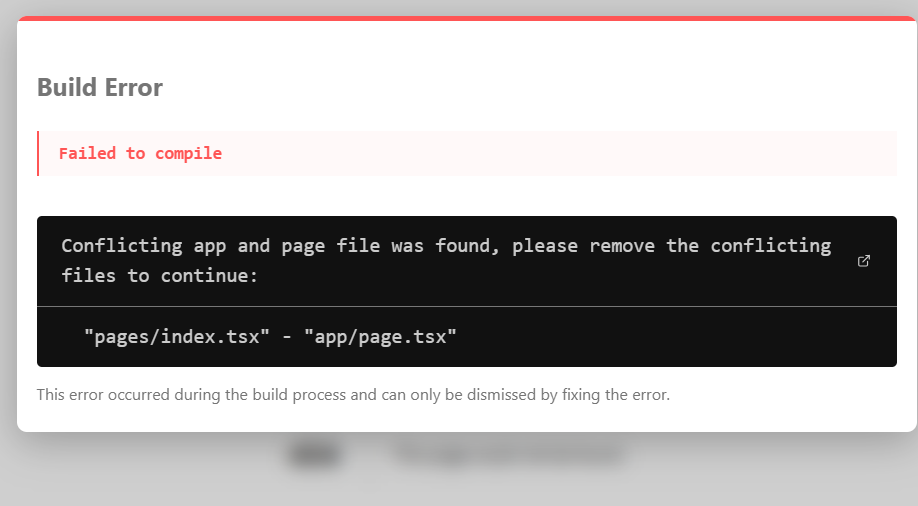 Build Error
Failed to compile
Conflicting app and page file was found, please remove the conflicting
files to continue:
"pages/index.tsx" - "app/page.tsx"
This error occurred during the build process and can only be dismissed by fixing the error.